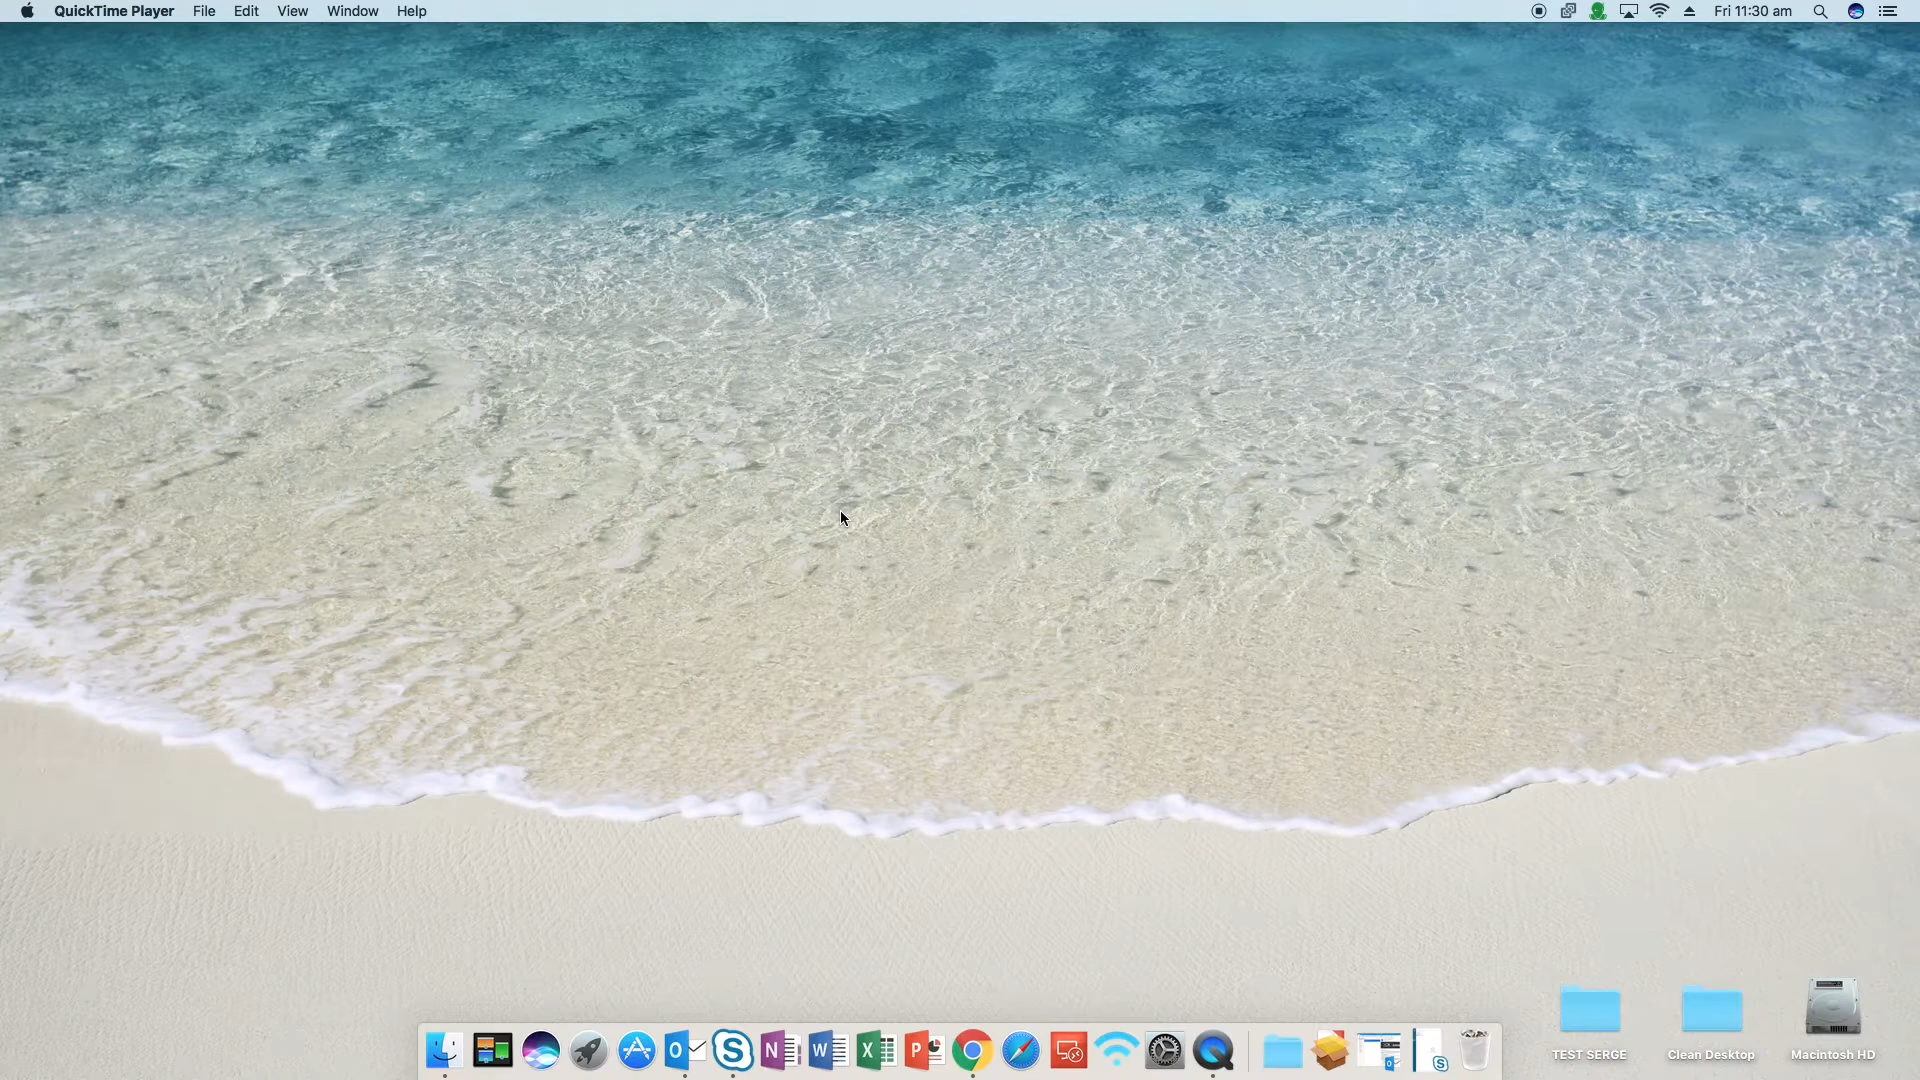 QuickTime Player File Edit View Window Help Fri 11:30 am
O S N W X P S
TEST SERGE Clean Desktop Macintosh HD